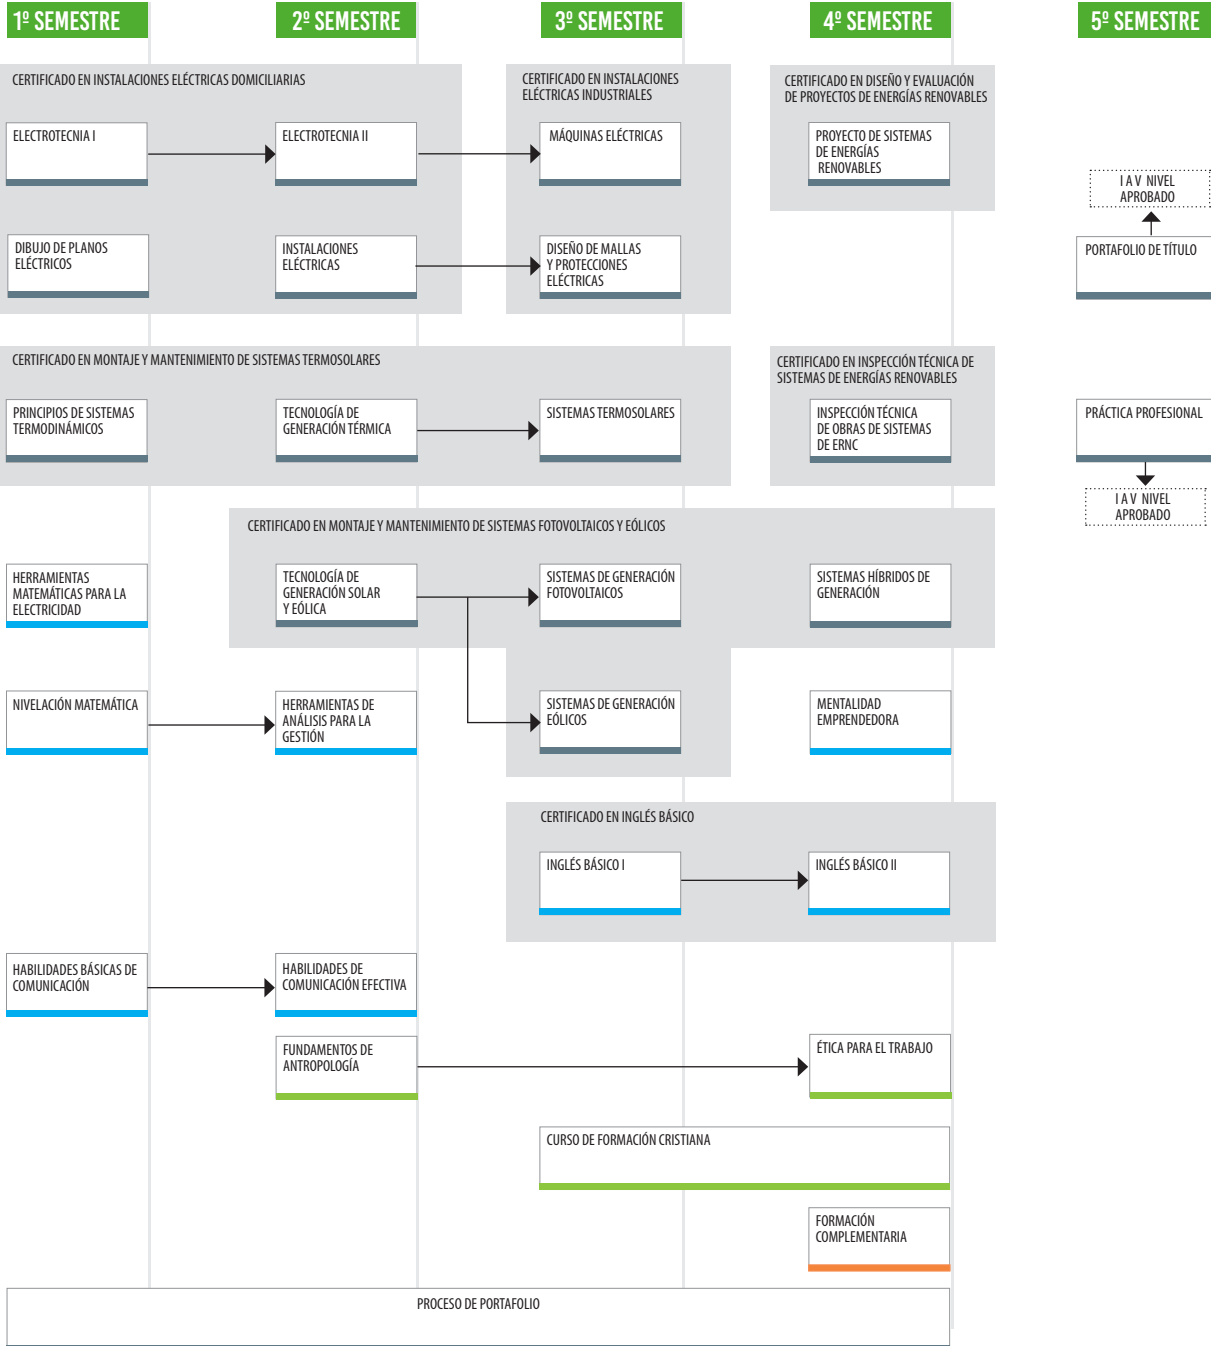 1º SEMESTRE
2º SEMESTRE
3º SEMESTRE
4º SEMESTRE
5º SEMESTRE
CERTIFICADO EN INSTALACIONES ELÉCTRICAS DOMICILIARIAS
CERTIFICADO EN INSTALACIONES
ELÉCTRICAS INDUSTRIALES
CERTIFICADO EN DISEÑO Y EVALUACIÓN
DE PROYECTOS DE ENERGÍAS RENOVABLES
ELECTROTECNIA I
ELECTROTECNIA II
MÁQUINAS ELÉCTRICAS
PROYECTO DE SISTEMAS
DE ENERGÍAS
RENOVABLES
I A V NIVEL
APROBADO
DIBUJO DE PLANOS
ELÉCTRICOS
INSTALACIONES
ELÉCTRICAS
DISEÑO DE MALLAS
Y PROTECCIONES
ELÉCTRICAS
PORTAFOLIO DE TÍTULO
CERTIFICADO EN MONTAJE Y MANTENIMIENTO DE SISTEMAS TERMOSOLARES
CERTIFICADO EN INSPECCIÓN TÉCNICA DE
SISTEMAS DE ENERGÍAS RENOVABLES
PRINCIPIOS DE SISTEMAS
TERMODINÁMICOS
TECNOLOGÍA DE
GENERACIÓN TÉRMICA
SISTEMAS TERMOSOLARES
INSPECCIÓN TÉCNICA
DE OBRAS DE SISTEMAS
DE ERNC
PRÁCTICA PROFESIONAL
I A V NIVEL
APROBADO
CERTIFICADO EN MONTAJE Y MANTENIMIENTO DE SISTEMAS FOTOVOLTAICOS Y EÓLICOS
HERRAMIENTAS
MATEMÁTICAS PARA LA
ELECTRICIDAD
TECNOLOGÍA DE
GENERACIÓN SOLAR
Y EÓLICA
SISTEMAS DE GENERACIÓN
FOTOVOLTAICOS
SISTEMAS HÍBRIDOS DE
GENERACIÓN
NIVELACIÓN MATEMÁTICA
HERRAMIENTAS DE
ANÁLISIS PARA LA
GESTIÓN
SISTEMAS DE GENERACIÓN
EÓLICOS
MENTALIDAD
EMPRENDEDORA
CERTIFICADO EN INGLÉS BÁSICO
INGLÉS BÁSICO I
INGLÉS BÁSICO II
HABILIDADES BÁSICAS DE
COMUNICACIÓN
HABILIDADES DE
COMUNICACIÓN EFECTIVA
FUNDAMENTOS DE
ANTROPOLOGÍA
ÉTICA PARA EL TRABAJO
CURSO DE FORMACIÓN CRISTIANA
FORMACIÓN
COMPLEMENTARIA
PROCESO DE PORTAFOLIO